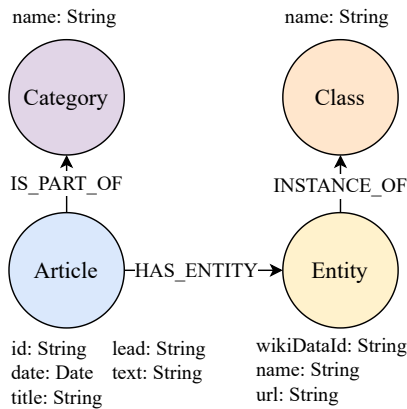 name: String
name: String
Category
Class
IS_PART_OF
INSTANCE_OF
Article
HAS_ENTITY
Entity
id: String
lead: String
date: Date
text: String
title: String
wikiDataId: String
name: String
url: String